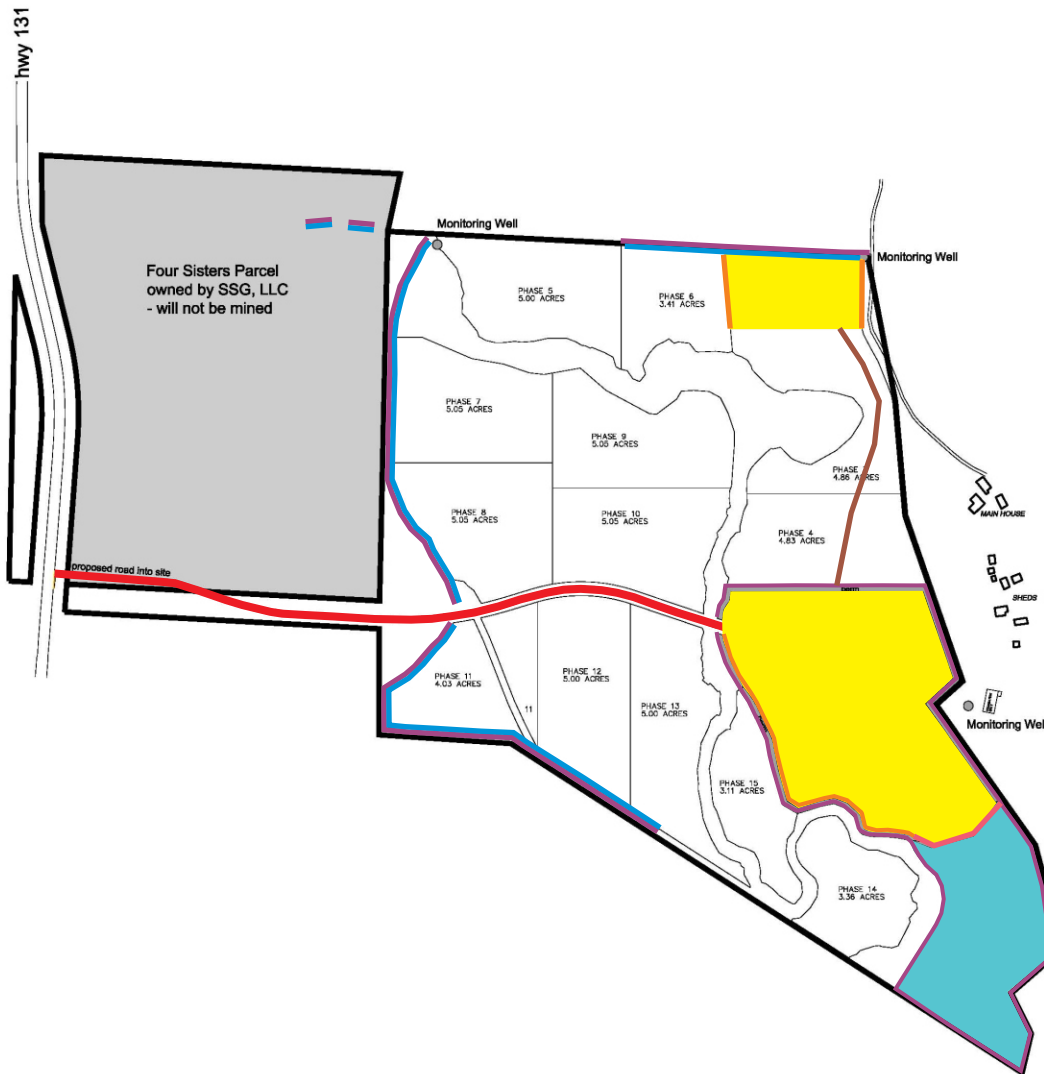 hwy 131
Monitoring Well
Monitoring Well
Four Sisters Parcel
owned by SSG, LLC
- will not be mined
PHASE 5
5.00 ACRES
PHASE 6
3.41 ACRES
PHASE 7
5.05 ACRES
PHASE 9
5.05 ACRES
PHASE
4.86 ACRES
MAIN HOUSE
PHASE 8
5.05 ACRES
PHASE 10
5.05 ACRES
PHASE 4
4.83 ACRES
proposed road into site
SHEDS
PHASE 11
4.03 ACRES
PHASE 12
5.00 ACRES
11
PHASE 13
5.00 ACRES
Monitoring Well
PHASE 15
3.11 ACRES
PHASE 14
3.36 ACRES